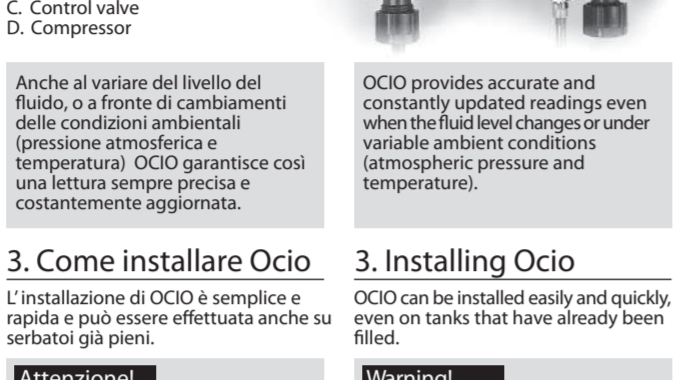 C. Control valve
D. Compressor
Anche al variare del livello del
fluido, o a fronte di cambiamenti
delle condizioni ambientali
(pressione atmosferica e
temperatura) OCIO garantisce così
una lettura sempre precisa e
costantemente aggiornata.
OCIO provides accurate and
constantly updated readings even
when the fluid level changes or under
variable ambient conditions
(atmospheric pressure and
temperature).
3. Come installare Ocio
L' installazione di OCIO è semplice e
rapida e può essere effettuata anche su
serbatoi già pieni.
Attenzione!
3. Installing Ocio
OCIO can be installed easily and quickly,
even on tanks that have already been
filled.
Warning!